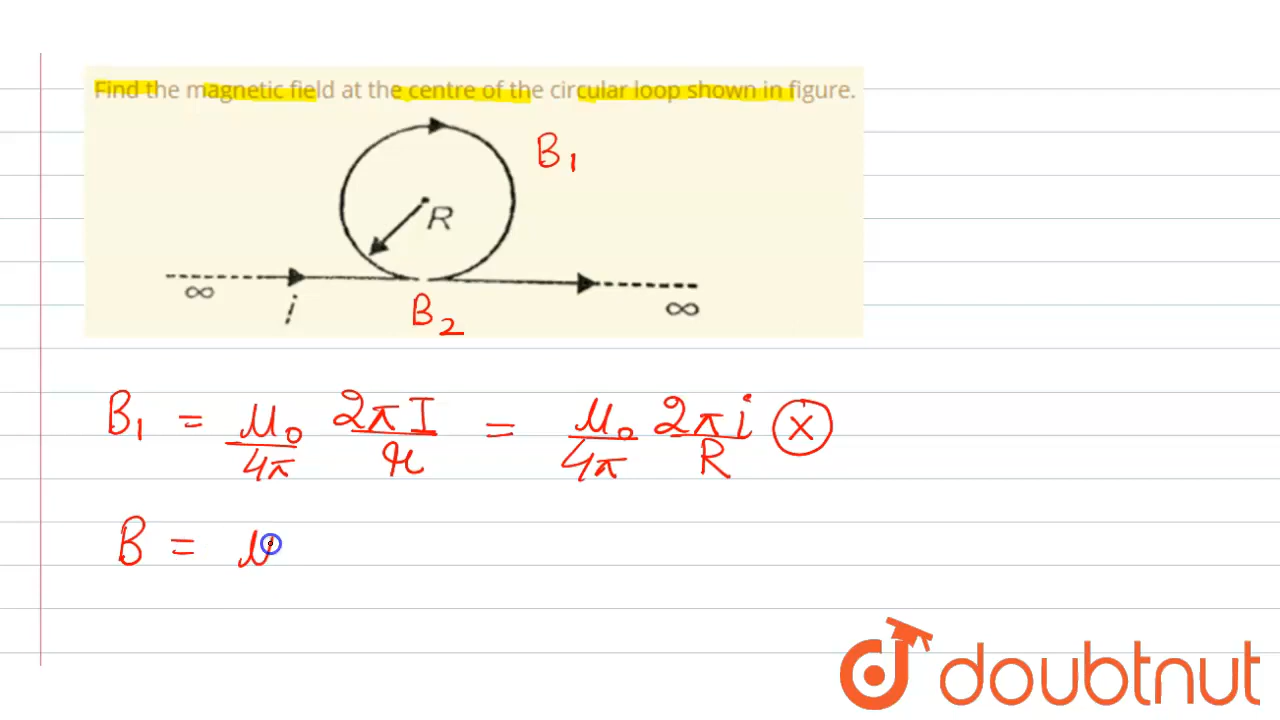 Find the magnetic field at the centre of the circular loop shown in figure.
B₁
R
∞ i ∞
B₂
B₁ = μ₀/4π 2πI/r = μ₀/4π 2πi/R ⓧ
B = μ
doubtnut